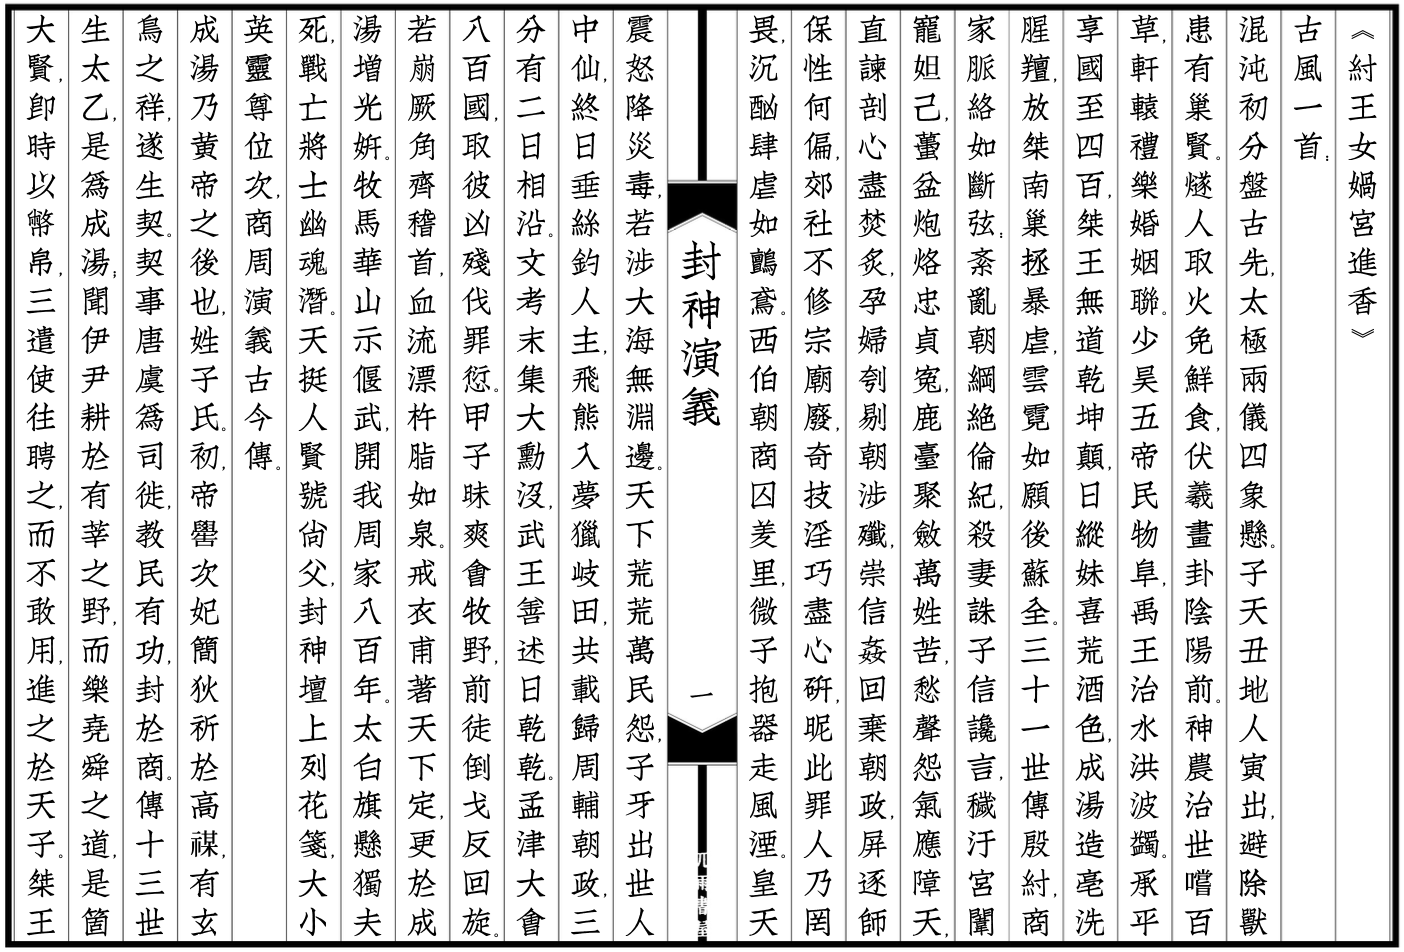 《紂王女媧宮進香》
古風一首：
混沌初分盤古先，太極兩儀四象懸。子天丑地人寅出，避除獸
患有巢賢。燧人取火免鮮食，伏羲畫卦陰陽前。神農治世嚐百
草，軒轅禮樂婚姻聯。少昊五帝民物阜，禹王治水洪波蠲。承平
享國至四百，桀王無道乾坤顛，日縱妹喜荒酒色，成湯造亳洗
腥羶，放桀南巢拯暴虐，雲霓如願後蘇全。三十一世傳殷紂，商
家脈絡如斷弦：紊亂朝綱絕倫紀，殺妻誅子信讒言，穢汙宮闈
寵妲己，蠆盆炮烙忠貞冤，鹿臺聚斂萬姓苦，愁聲怨氣應障天，
直諫剖心盡焚炙，孕婦刳剔朝涉殲，崇信姦回棄朝政，屏逐師
保性何偏，郊社不修宗廟廢，奇技淫巧盡心研，昵此罪人乃罔
畏，沉酗肆虐如鸇鳶。西伯朝商囚羑里，微子抱器走風湮。皇天
封神演義
一
震怒降災毒，若涉大海無淵邊。天下荒荒萬民怨，子牙出世人
中仙，終日垂絲釣人主，飛熊入夢獵岐田，共載歸周輔朝政，三
分有二日相沿。文考末集大勳沒，武王善述日乾乾。孟津大會
八百國，取彼凶殘伐罪愆。甲子昧爽會牧野，前徒倒戈反回旋。
若崩厥角齊稽首，血流漂杵脂如泉。戒衣甫著天下定，更於成
湯增光妍。牧馬華山示偃武，開我周家八百年。太白旗懸獨夫
死，戰亡將士幽魂潛。天挺人賢號尙父，封神壇上列花箋，大小
英靈尊位次，商周演義古今傳。
成湯乃黃帝之後也，姓子氏。初，帝嚳次妃簡狄祈於高禖，有玄
鳥之祥，遂生契。契事唐虞爲司徒，教民有功，封於商。傳十三世
生太乙，是爲成湯；聞伊尹耕於有莘之野，而樂堯舜之道，是箇
大賢，卽時以幣帛，三遣使往聘之，而不敢用，進之於天子。桀王